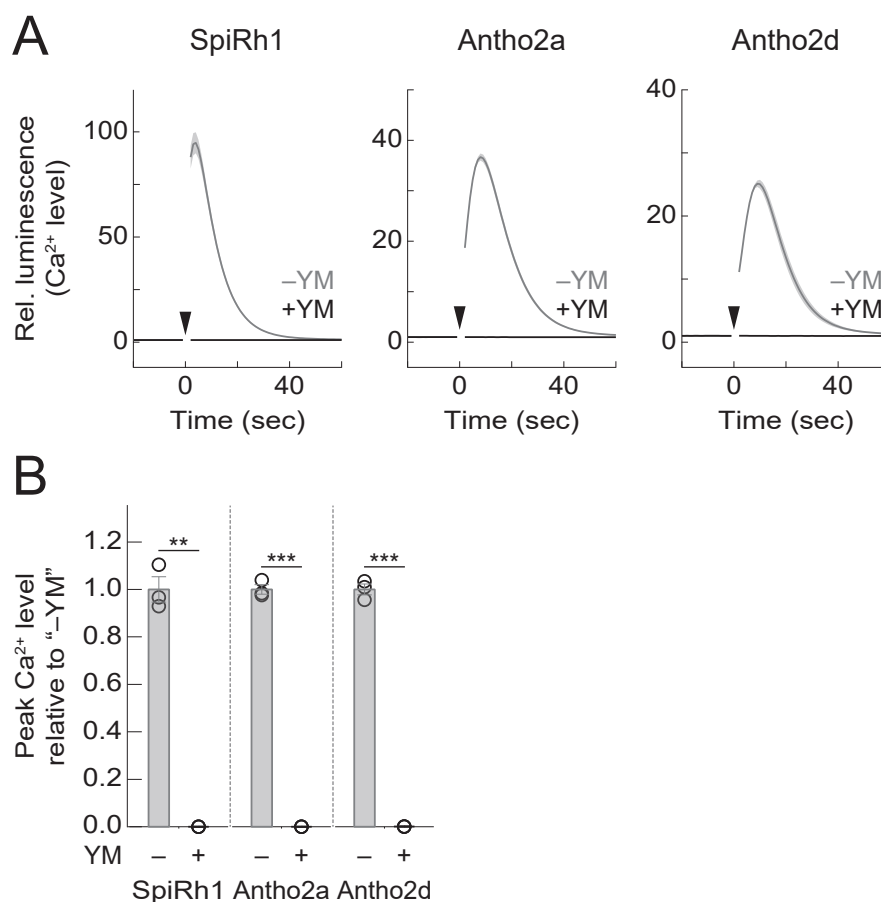 A
SpiRh1 Antho2a Antho2d
Rel. luminescence
(Ca²⁺ level)
100
50
0
–YM
+YM
0 40
Time (sec)
40
20
0
–YM
+YM
0 40
Time (sec)
40
20
0
–YM
+YM
0 40
Time (sec)
B
Peak Ca²⁺ level
relative to “–YM”
1.2
1.0
0.8
0.6
0.4
0.2
0.0
** *** ***
YM – + – + – +
SpiRh1 Antho2a Antho2d